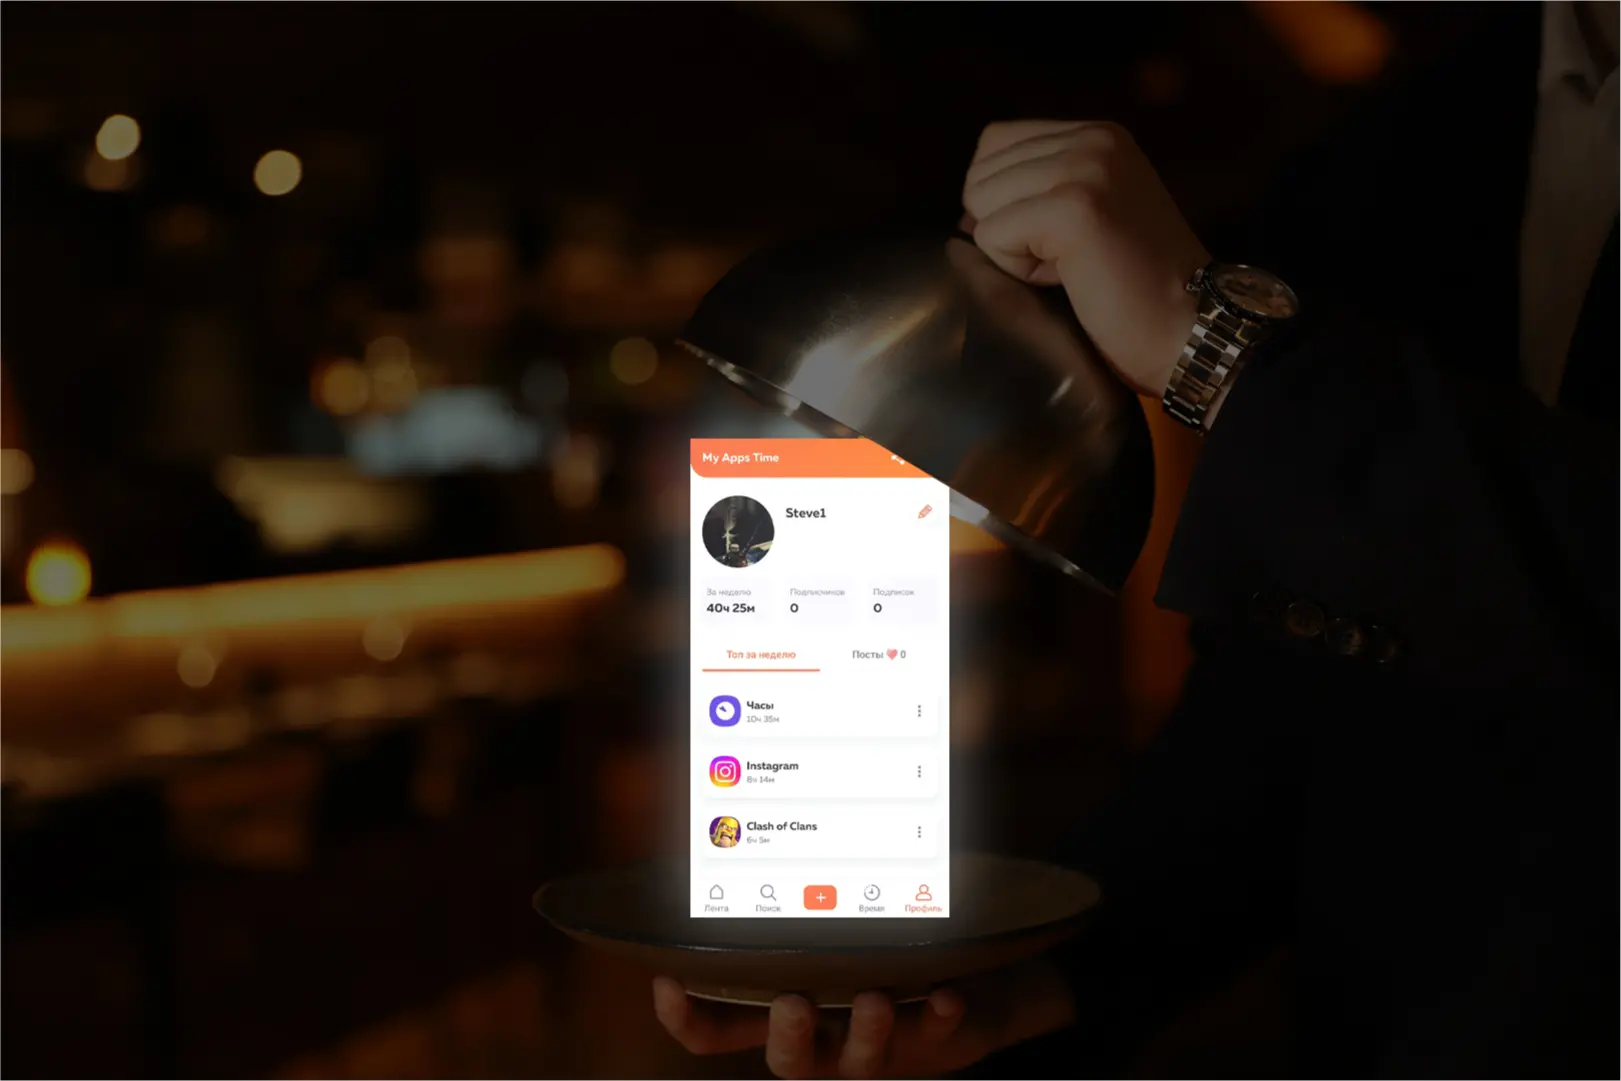 My Apps Time
Steve1
За неделю
Подписчиков
Подписок
40ч 25м
0
0
Топ за неделю
Посты ❤️ 0
Часы
10ч 35м
Instagram
8ч 14м
Clash of Clans
6ч 5м
Лента
Поиск
+
Время
Профиль